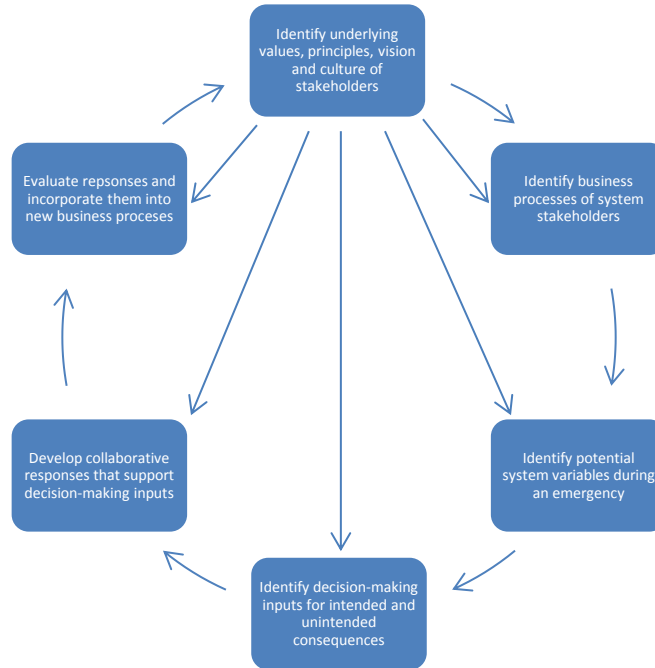 Identify underlying
values, principles, vision
and culture of
stakeholders
Identify business
processes of system
stakeholders
Identify potential
system variables during
an emergency
Identify decision-making
inputs for intended and
unintended
consequences
Develop collaborative
responses that support
decision-making inputs
Evaluate repsonses and
incorporate them into
new business proceses